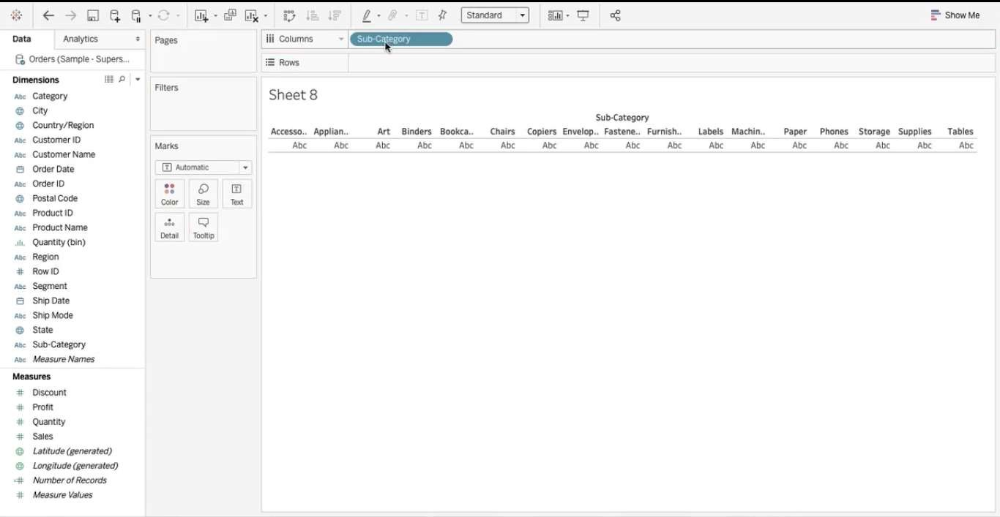 Standard
Show Me
Data
Analytics
Orders (Sample - Supers...
Dimensions
Abc Category
City
Country/Region
Abc Customer ID
Abc Customer Name
Order Date
Abc Order ID
Postal Code
Abc Product ID
Abc Product Name
Quantity (bin)
Abc Region
# Row ID
Abc Segment
Ship Date
Abc Ship Mode
State
Abc Sub-Category
Abc Measure Names
Measures
# Discount
# Profit
# Quantity
# Sales
Latitude (generated)
Longitude (generated)
=# Number of Records
# Measure Values
Pages
Filters
Marks
T Automatic
Color Size Text
Detail Tooltip
Columns Sub-Category
Rows
Sheet 8
Sub-Category
Accesso.. Applian.. Art Binders Bookca.. Chairs Copiers Envelop.. Fastene.. Furnish.. Labels Machin.. Paper Phones Storage Supplies Tables
Abc Abc Abc Abc Abc Abc Abc Abc Abc Abc Abc Abc Abc Abc Abc Abc Abc